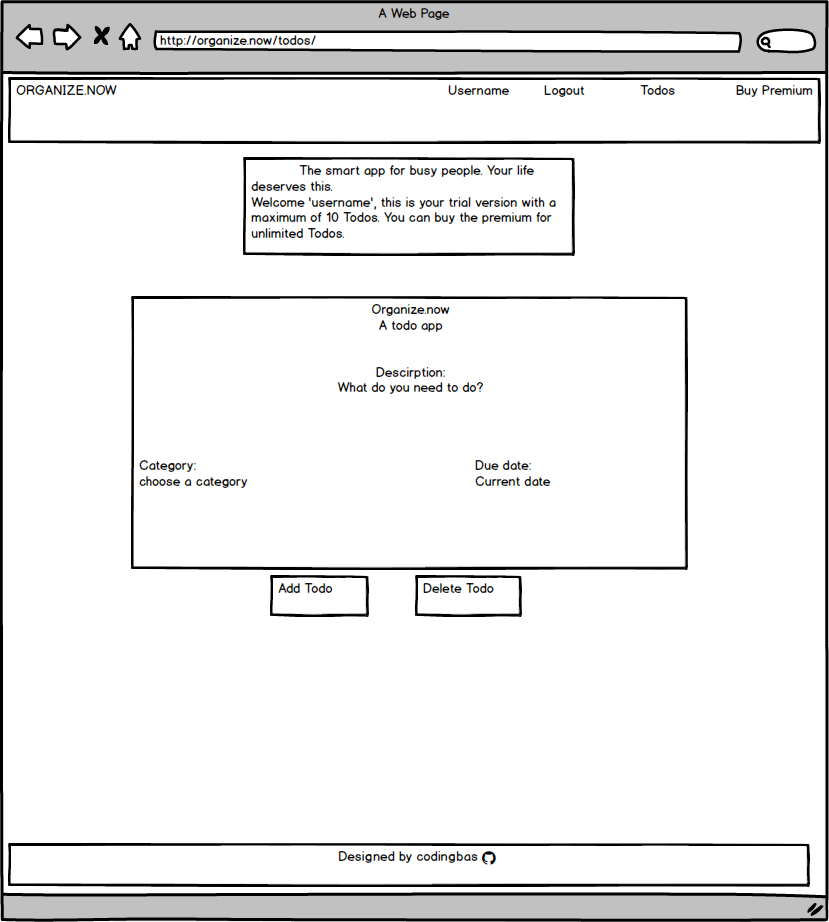 A Web Page
http://organize.now/todos/
ORGANIZE.NOW Username Logout Todos Buy Premium
The smart app for busy people. Your life
deserves this.
Welcome 'username', this is your trial version with a
maximum of 10 Todos. You can buy the premium for
unlimited Todos.
Organize.now
A todo app
Descirption:
What do you need to do?
Category: Due date:
choose a category Current date
Add Todo Delete Todo
Designed by codingbas